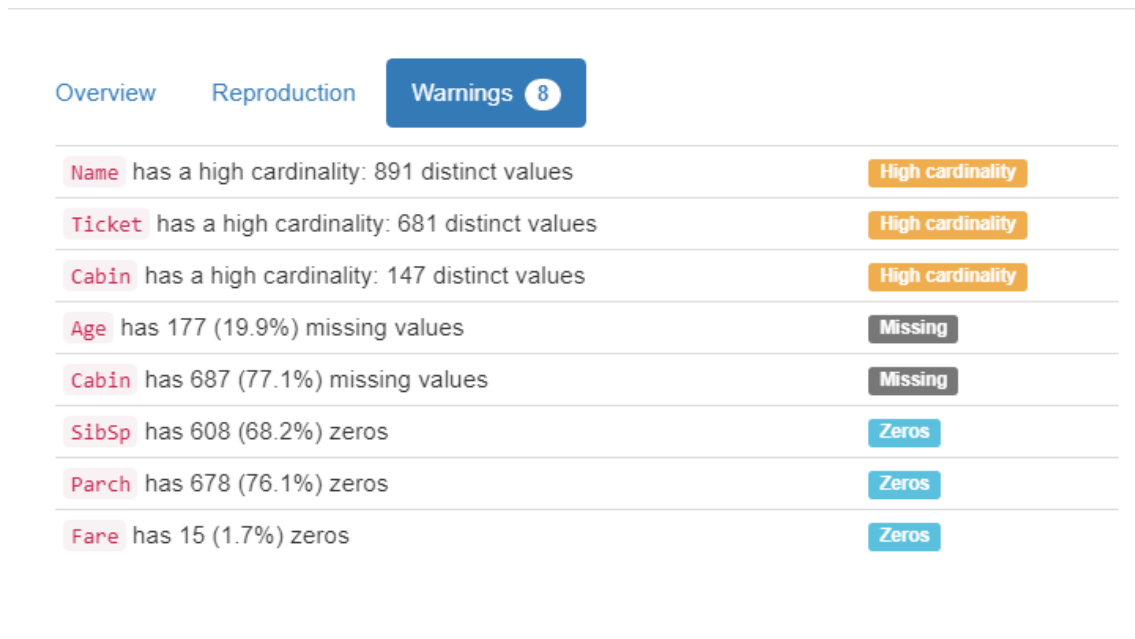 Overview Reproduction Warnings 8
Name has a high cardinality: 891 distinct values High cardinality
Ticket has a high cardinality: 681 distinct values High cardinality
Cabin has a high cardinality: 147 distinct values High cardinality
Age has 177 (19.9%) missing values Missing
Cabin has 687 (77.1%) missing values Missing
SibSp has 608 (68.2%) zeros Zeros
Parch has 678 (76.1%) zeros Zeros
Fare has 15 (1.7%) zeros Zeros